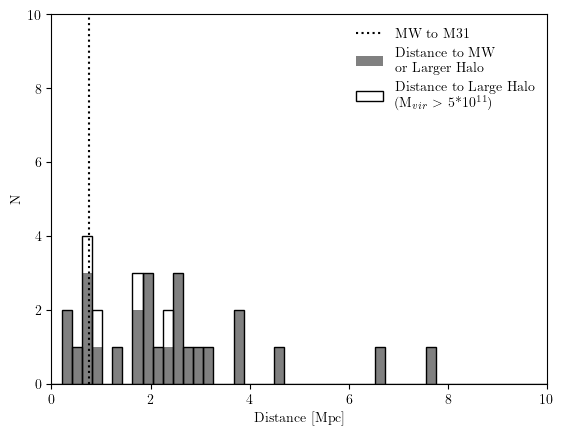 10
8
6
4
2
0
N
0 2 4 6 8 10
Distance [Mpc]
MW to M31
Distance to MW
or Larger Halo
Distance to Large Halo
(M$_{vir}$ > 5*10$^{11}$)